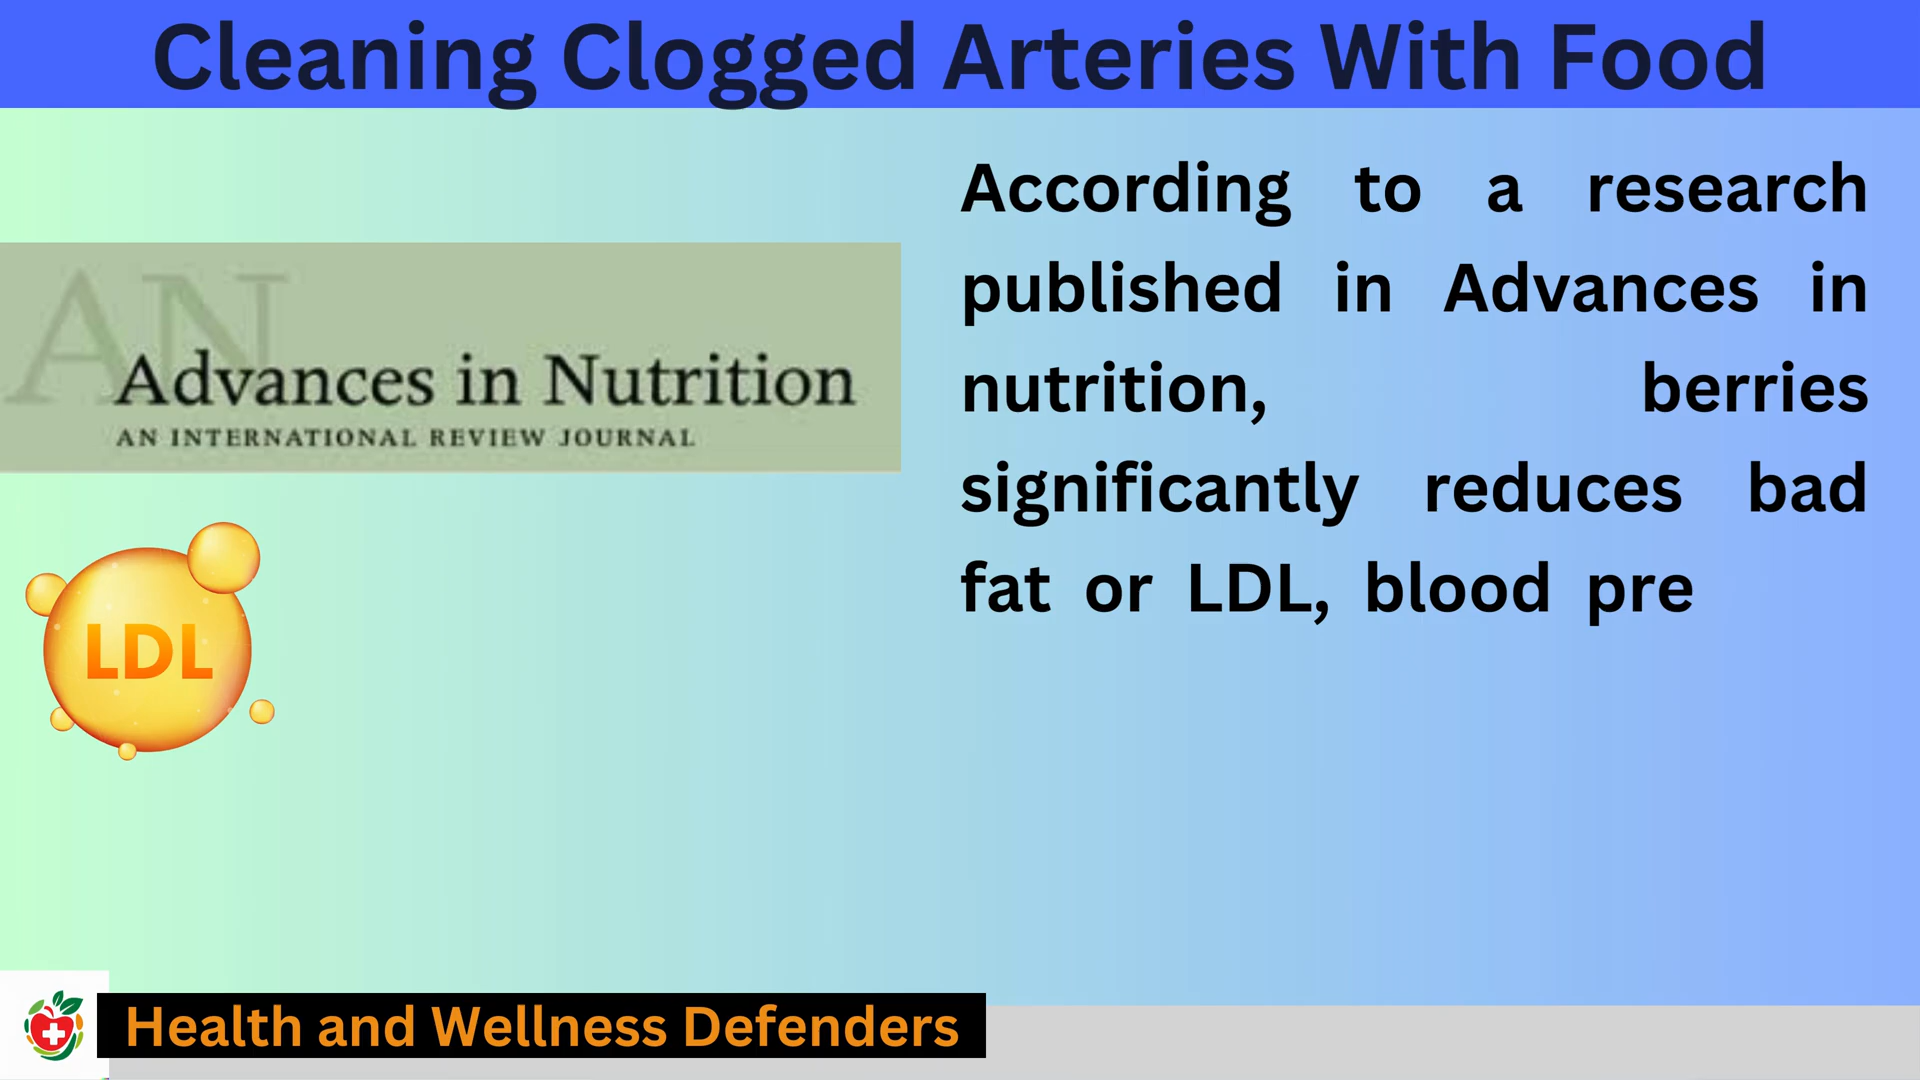 Cleaning Clogged Arteries With Food
According to a research
published in Advances in
nutrition, berries
significantly reduces bad
fat or LDL, blood pre
AN
Advances in Nutrition
AN INTERNATIONAL REVIEW JOURNAL
LDL
Health and Wellness Defenders